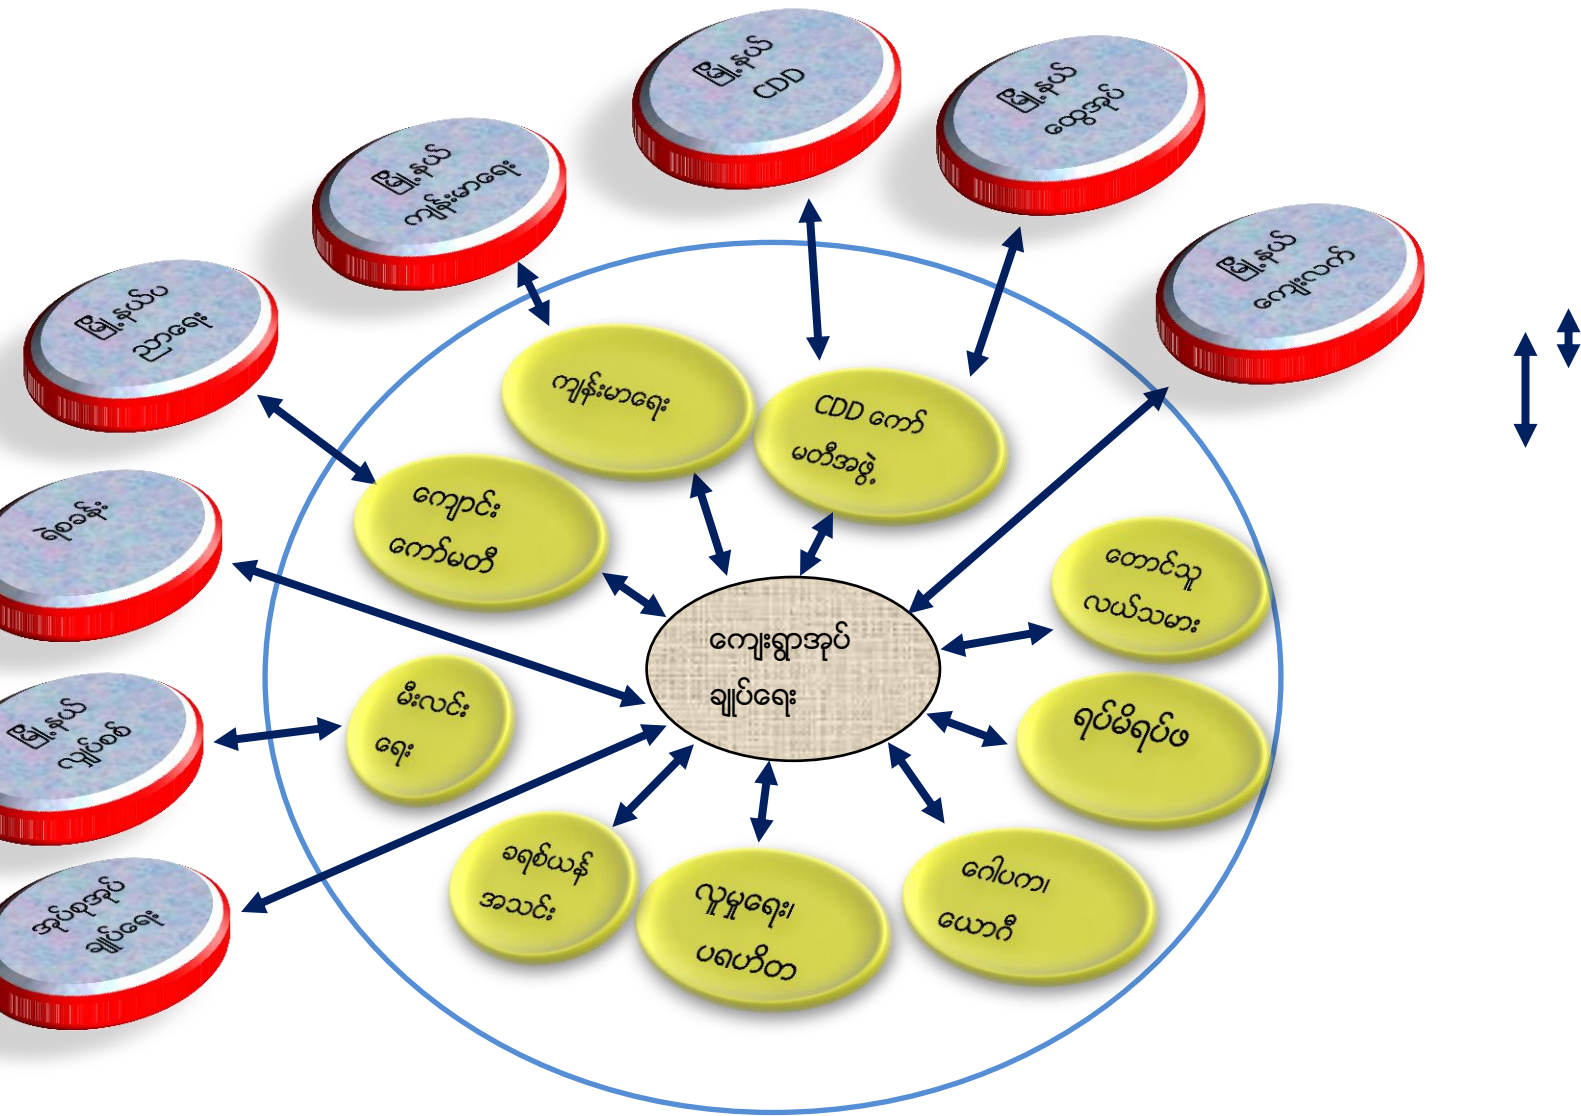 မြို့နယ်
CDD
မြို့နယ်
ထွေအုပ်
မြို့နယ်
ကျန်းမာရေး
မြို့နယ်
ကျေးလက်
မြို့နယ်ပ
ညာရေး
ကျန်းမာရေး
CDD ကော်
မတီအဖွဲ့
ကျောင်း
ကော်မတီ
ရဲစခန်း
တောင်သူ
လယ်သမား
ကျေးရွာအုပ်
ချုပ်ရေး
မီးလင်း
ရေး
မြို့နယ်
လျှပ်စစ်
ရပ်မိရပ်ဖ
ခရစ်ယန်
အသင်း
လူမှုရေး၊
ပရဟိတ
ဂေါပက၊
ယောဂီ
အုပ်စုအုပ်
ချုပ်ရေး